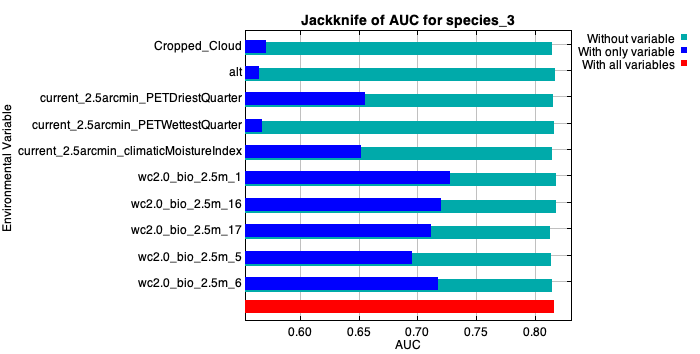 Jackknife of AUC for species_3
Without variable
With only variable
With all variables
Environmental Variable
Cropped_Cloud
alt
current_2.5arcmin_PETDriestQuarter
current_2.5arcmin_PETWettestQuarter
current_2.5arcmin_climaticMoistureIndex
wc2.0_bio_2.5m_1
wc2.0_bio_2.5m_16
wc2.0_bio_2.5m_17
wc2.0_bio_2.5m_5
wc2.0_bio_2.5m_6
0.60 0.65 0.70 0.75 0.80
AUC